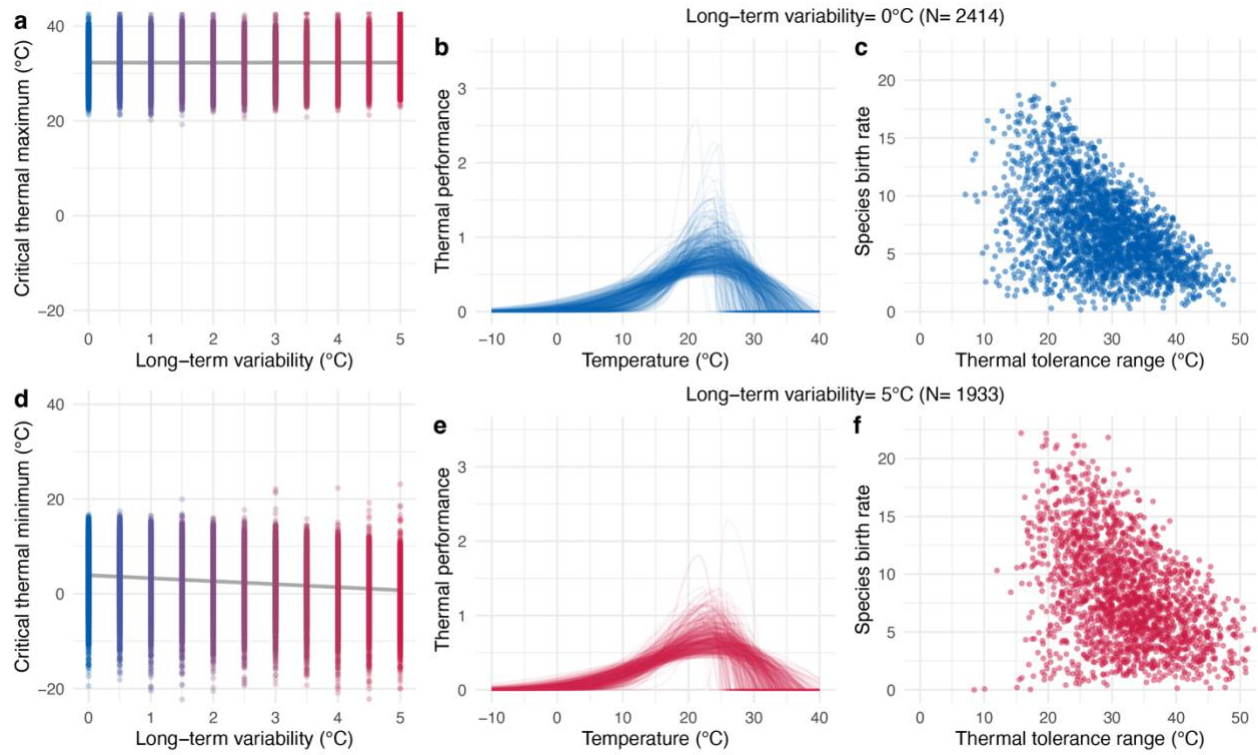 Long−term variability= 0°C (N= 2414)
a
Critical thermal maximum (°C)
40
20
0
−20
0 1 2 3 4 5
Long−term variability (°C)
b
Thermal performance
3
2
1
0
−10 0 10 20 30 40
Temperature (°C)
c
Species birth rate
20
15
10
5
0
0 10 20 30 40 50
Thermal tolerance range (°C)
Long−term variability= 5°C (N= 1933)
d
Critical thermal minimum (°C)
40
20
0
−20
0 1 2 3 4 5
Long−term variability (°C)
e
Thermal performance
3
2
1
0
−10 0 10 20 30 40
Temperature (°C)
f
Species birth rate
20
15
10
5
0
0 10 20 30 40 50
Thermal tolerance range (°C)